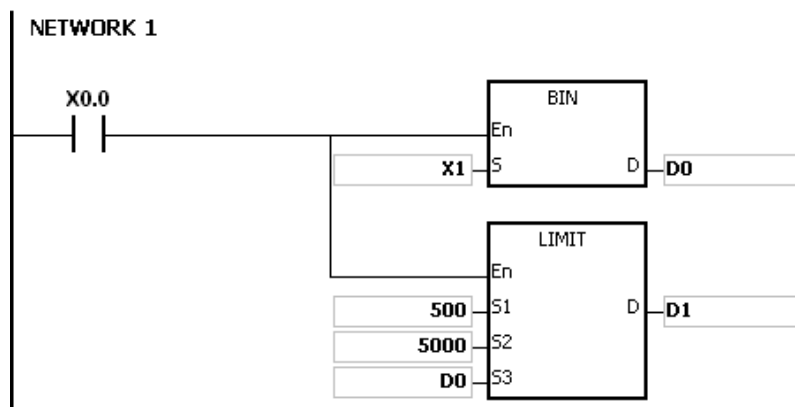 NETWORK 1
X0.0
BIN
En
X1 S D D0
LIMIT
En
500 S1 D D1
5000 S2
D0 S3